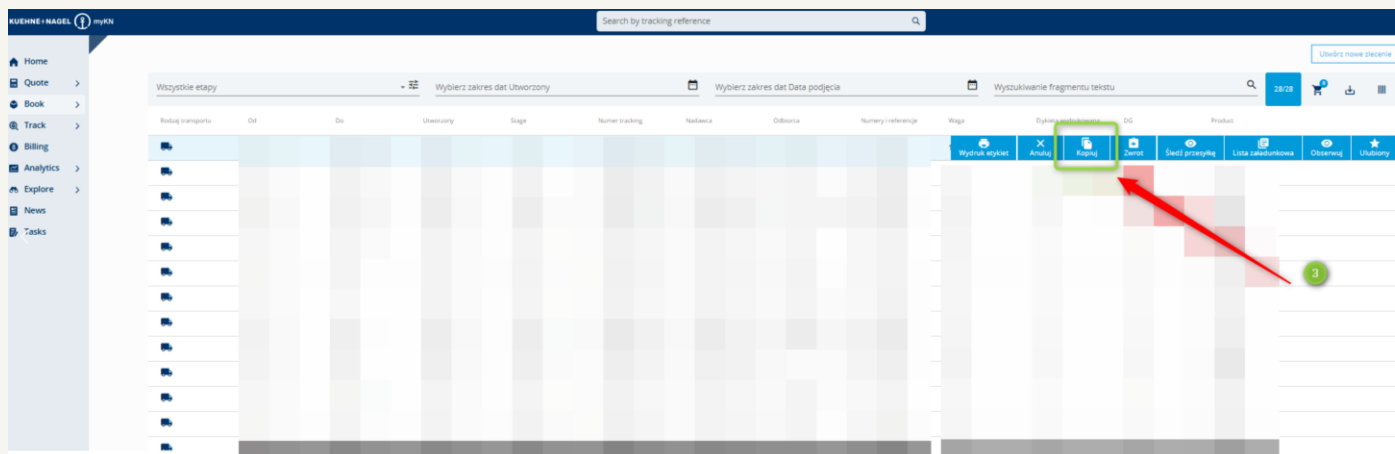 KUEHNE+NAGEL myKN
Search by tracking reference
Utwórz nowe zlecenie
Home
Quote
Book
Track
Billing
Analytics
Explore
News
Tasks
Wszystkie etapy
Wybierz zakres dat Utworzony
Wybierz zakres dat Data podjęcia
Wyszukiwanie fragmentu tekstu
28/28
0
Rodzaj transportu Od Do Utworzony Stage Numer tracking Nadawca Odbiorca Numery i referencje Waga DG Product
Wydruk etykiet Anuluj Kopiuj Zwrot Śledź przesyłkę Lista załadunkowa Obserwuj Ulubiony
3